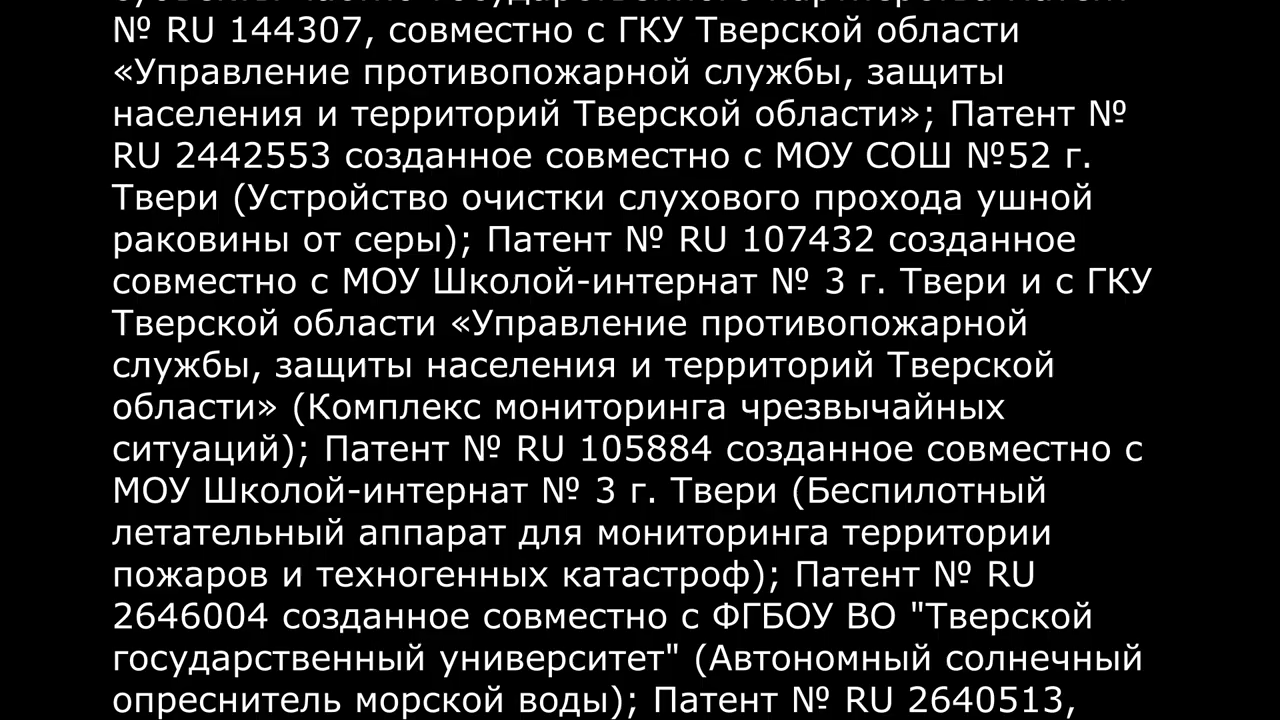 № RU 144307, совместно с ГКУ Тверской области
«Управление противопожарной службы, защиты
населения и территорий Тверской области»; Патент №
RU 2442553 созданное совместно с МОУ СОШ №52 г.
Твери (Устройство очистки слухового прохода ушной
раковины от серы); Патент № RU 107432 созданное
совместно с МОУ Школой-интернат № 3 г. Твери и с ГКУ
Тверской области «Управление противопожарной
службы, защиты населения и территорий Тверской
области» (Комплекс мониторинга чрезвычайных
ситуаций); Патент № RU 105884 созданное совместно с
МОУ Школой-интернат № 3 г. Твери (Беспилотный
летательный аппарат для мониторинга территории
пожаров и техногенных катастроф); Патент № RU
2646004 созданное совместно с ФГБОУ ВО "Тверской
государственный университет" (Автономный солнечный
опреснитель морской воды); Патент № RU 2640513,